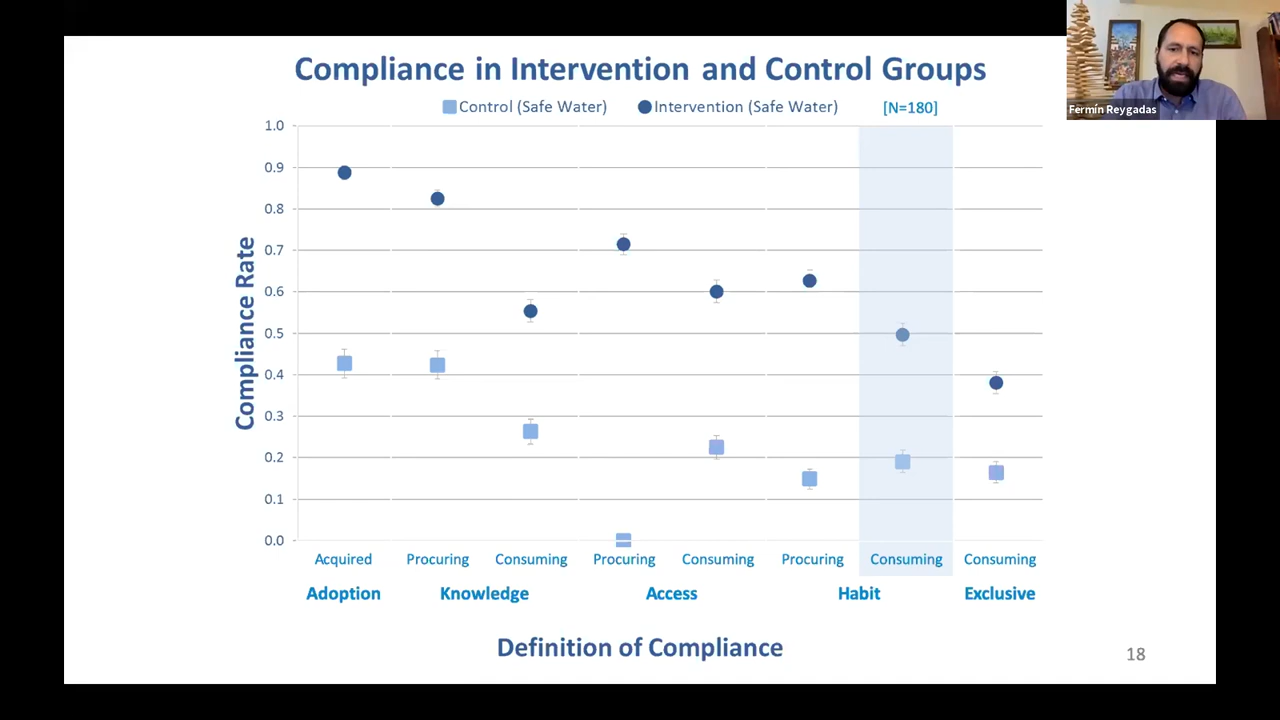 Compliance in Intervention and Control Groups
Control (Safe Water) Intervention (Safe Water) [N=180]
Fermín Reygadas
1.0
0.9
0.8
0.7
0.6
0.5
0.4
0.3
0.2
0.1
0.0
Compliance Rate
Acquired Procuring Consuming Procuring Consuming Procuring Consuming Consuming
Adoption Knowledge Access Habit Exclusive
Definition of Compliance
18